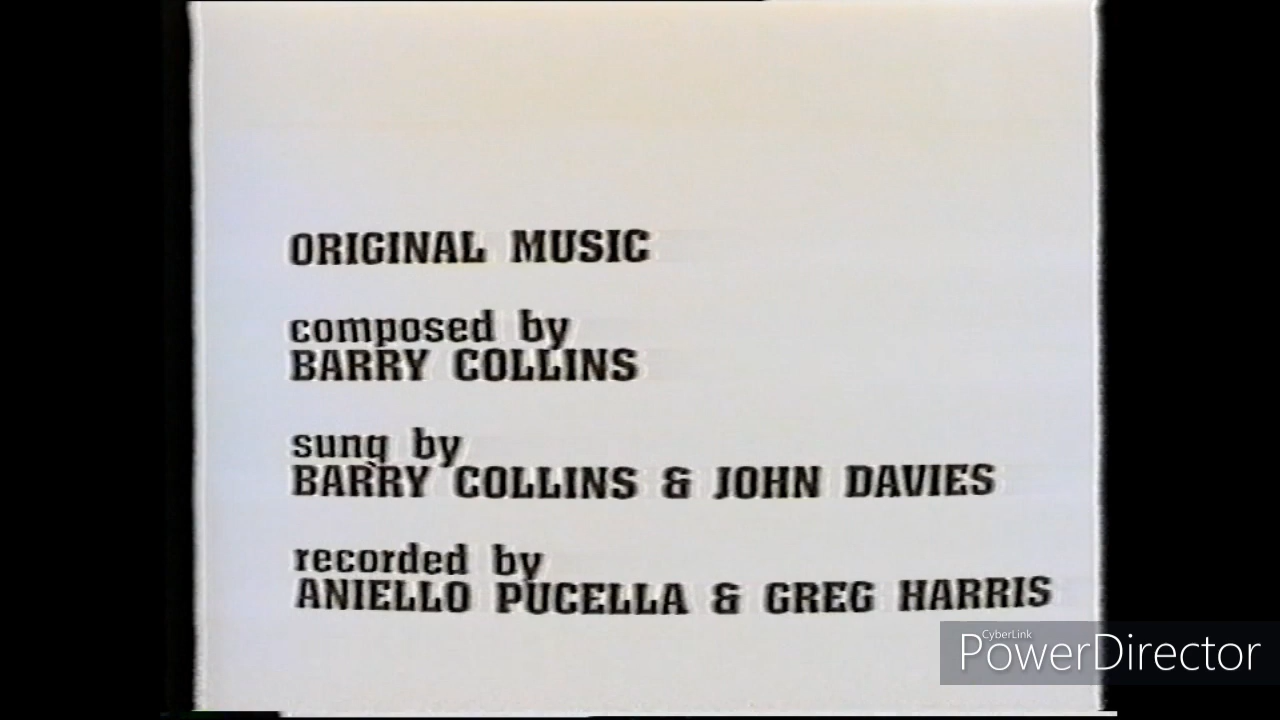 ORIGINAL MUSIC
composed by
BARRY COLLINS
sung by
BARRY COLLINS & JOHN DAVIES
recorded by
ANIELLO PUCELLA & GREG HARRIS
CyberLink
PowerDirector